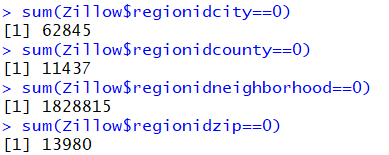 > sum(Zillow$regionidcity==0)
[1] 62845
> sum(Zillow$regionidcounty==0)
[1] 11437
> sum(Zillow$regionidneighborhood==0)
[1] 1828815
> sum(Zillow$regionidzip==0)
[1] 13980